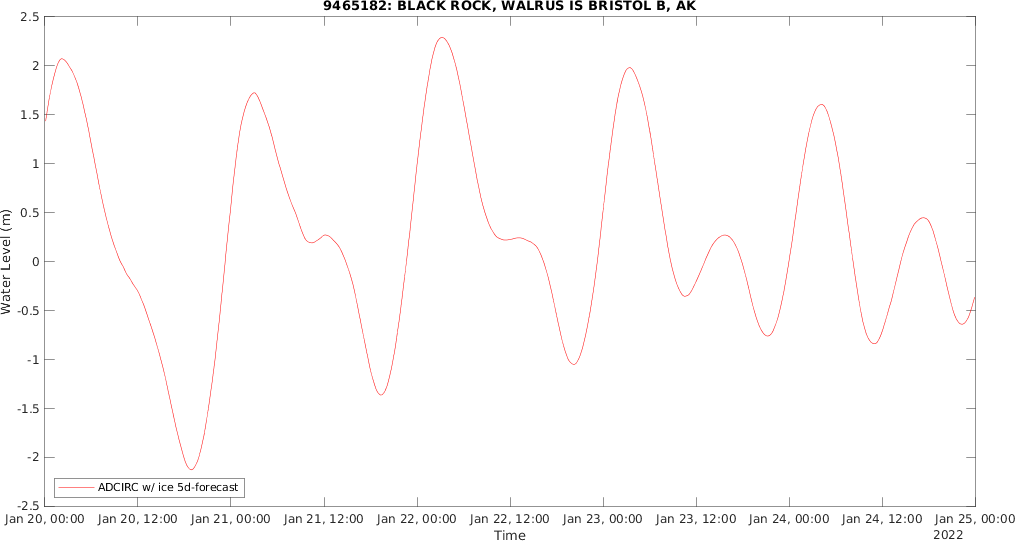 9465182: BLACK ROCK, WALRUS IS BRISTOL B, AK
Water Level (m)
2.5
2
1.5
1
0.5
0
-0.5
-1
-1.5
-2
-2.5
ADCIRC w/ ice 5d-forecast
Jan 20, 00:00 Jan 20, 12:00 Jan 21, 00:00 Jan 21, 12:00 Jan 22, 00:00 Jan 22, 12:00 Jan 23, 00:00 Jan 23, 12:00 Jan 24, 00:00 Jan 24, 12:00 Jan 25, 00:00
Time
2022